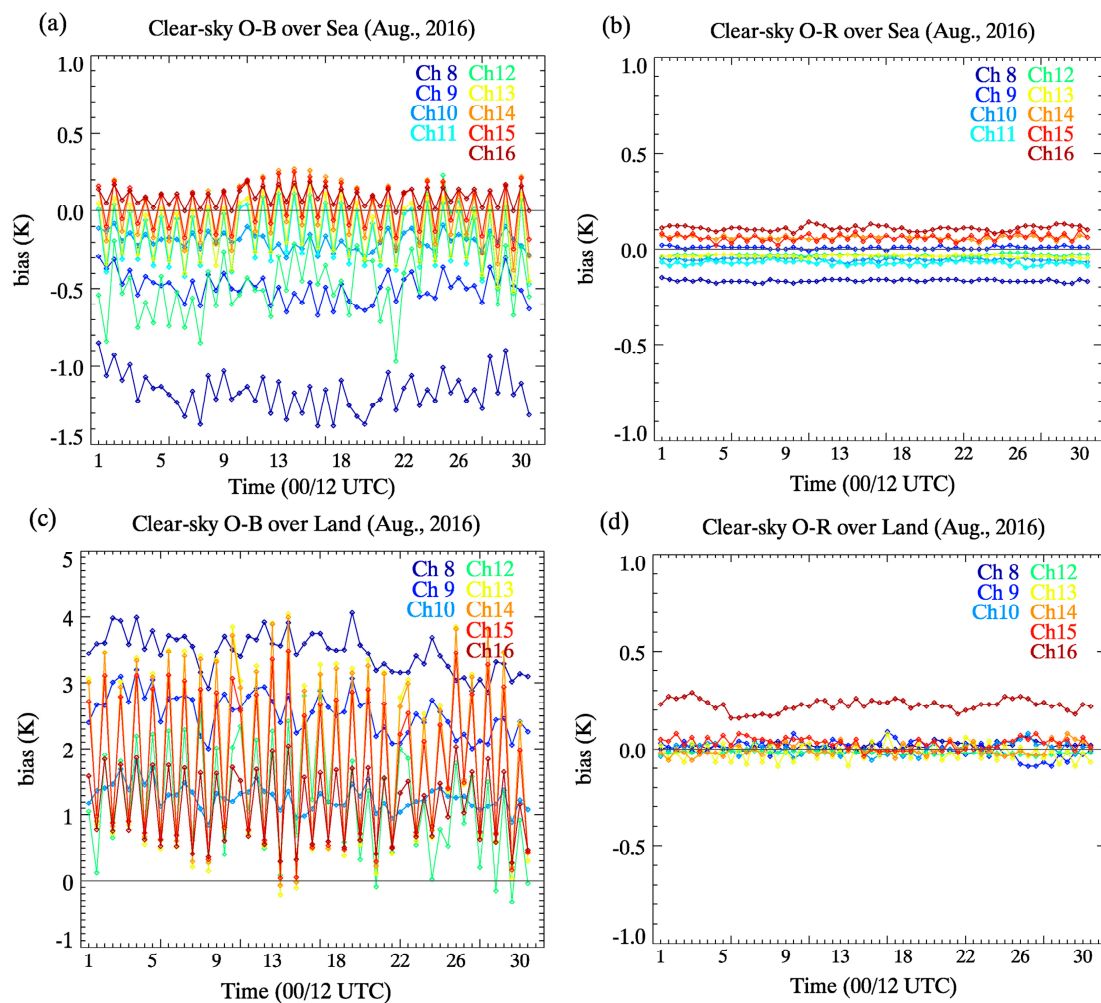 (a)
Clear-sky O-B over Sea (Aug., 2016)
1.0
0.5
0.0
-0.5
-1.0
-1.5
bias (K)
Ch 8 Ch12
Ch 9 Ch13
Ch10 Ch14
Ch11 Ch15
Ch16
1 5 9 13 18 22 26 30
Time (00/12 UTC)
(b)
Clear-sky O-R over Sea (Aug., 2016)
1.0
0.5
0.0
-0.5
-1.0
bias (K)
Ch 8 Ch12
Ch 9 Ch13
Ch10 Ch14
Ch11 Ch15
Ch16
1 5 9 13 18 22 26 30
Time (00/12 UTC)
(c)
Clear-sky O-B over Land (Aug., 2016)
5
4
3
2
1
0
-1
bias (K)
Ch 8 Ch12
Ch 9 Ch13
Ch10 Ch14
Ch15
Ch16
1 5 9 13 18 22 26 30
Time (00/12 UTC)
(d)
Clear-sky O-R over Land (Aug., 2016)
1.0
0.5
0.0
-0.5
-1.0
bias (K)
Ch 8 Ch12
Ch 9 Ch13
Ch10 Ch14
Ch15
Ch16
1 5 9 13 18 22 26 30
Time (00/12 UTC)